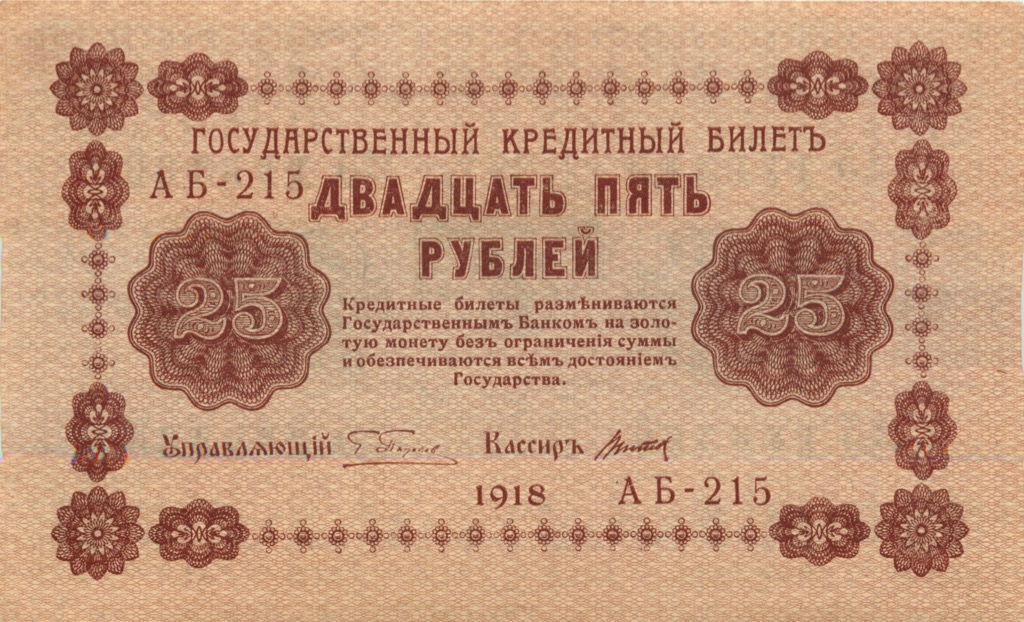 ГОСУДАРСТВЕННЫЙ КРЕДИТНЫЙ БИЛЕТЪ
АБ-215
ДВАДЦАТЬ ПЯТЬ
РУБЛЕЙ
25
25
Кредитные билеты размѣниваются
Государственнымъ Банкомъ на золо-
тую монету безъ ограниченія суммы
и обезпечиваются всѣмъ достояніемъ
Государства.
Управляющій
Кассиръ
1918 АБ-215